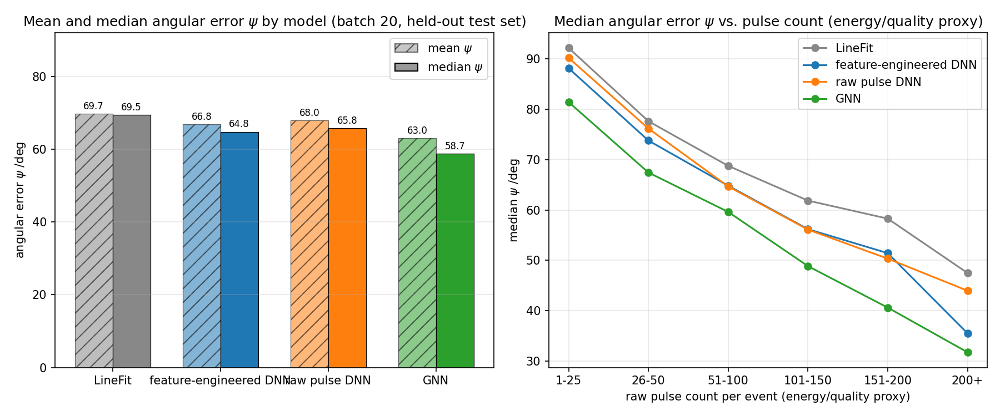 Mean and median angular error ψ by model (batch 20, held-out test set)
mean ψ
median ψ
angular error ψ /deg
80
60
40
20
0
69.7
69.5
66.8
64.8
68.0
65.8
63.0
58.7
LineFit
feature-engineered DNN
raw pulse DNN
GNN
Median angular error ψ vs. pulse count (energy/quality proxy)
LineFit
feature-engineered DNN
raw pulse DNN
GNN
median ψ /deg
90
80
70
60
50
40
30
1-25
26-50
51-100
101-150
151-200
200+
raw pulse count per event (energy/quality proxy)